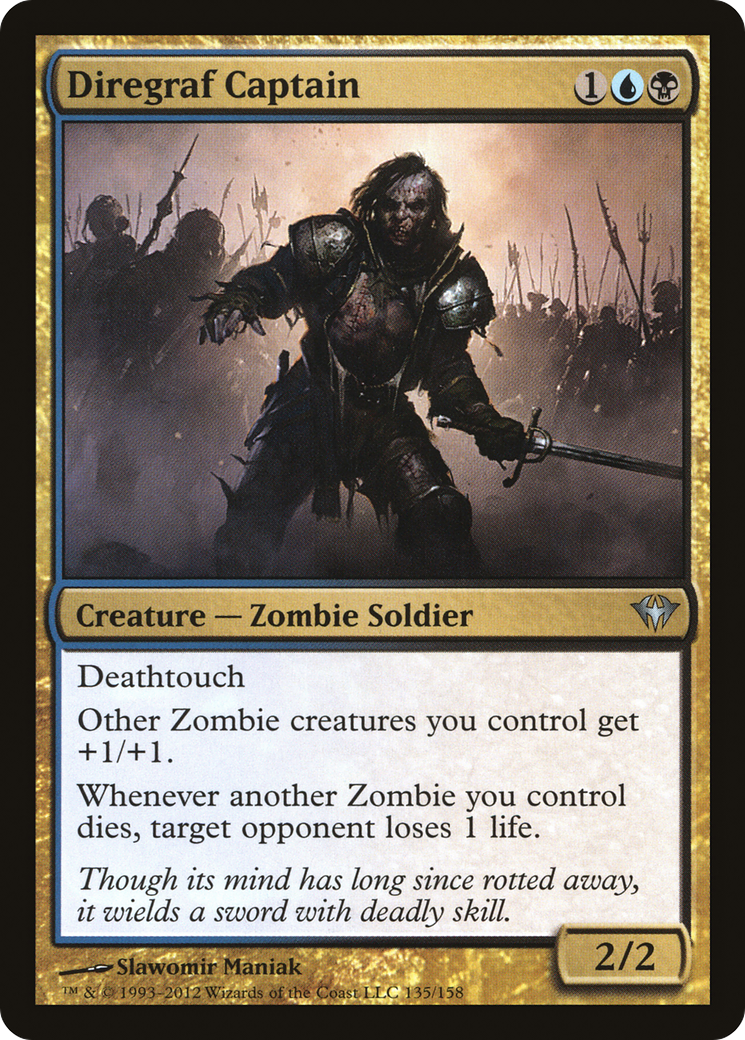 Diregraf Captain 1
Creature — Zombie Soldier
Deathtouch
Other Zombie creatures you control get
+1/+1.
Whenever another Zombie you control
dies, target opponent loses 1 life.
Though its mind has long since rotted away,
it wields a sword with deadly skill.
2/2
Slawomir Maniak
™ & © 1993–2012 Wizards of the Coast LLC 135/158